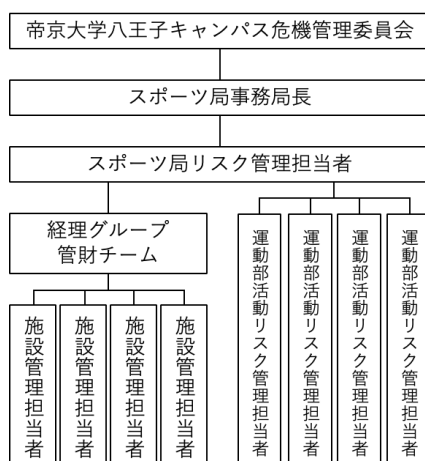 帝京大学八王子キャンパス危機管理委員会
スポーツ局事務局長
スポーツ局リスク管理担当者
経理グループ
管財チーム
施設管理担当者
施設管理担当者
施設管理担当者
施設管理担当者
運動部活動リスク管理担当者
運動部活動リスク管理担当者
運動部活動リスク管理担当者
運動部活動リスク管理担当者